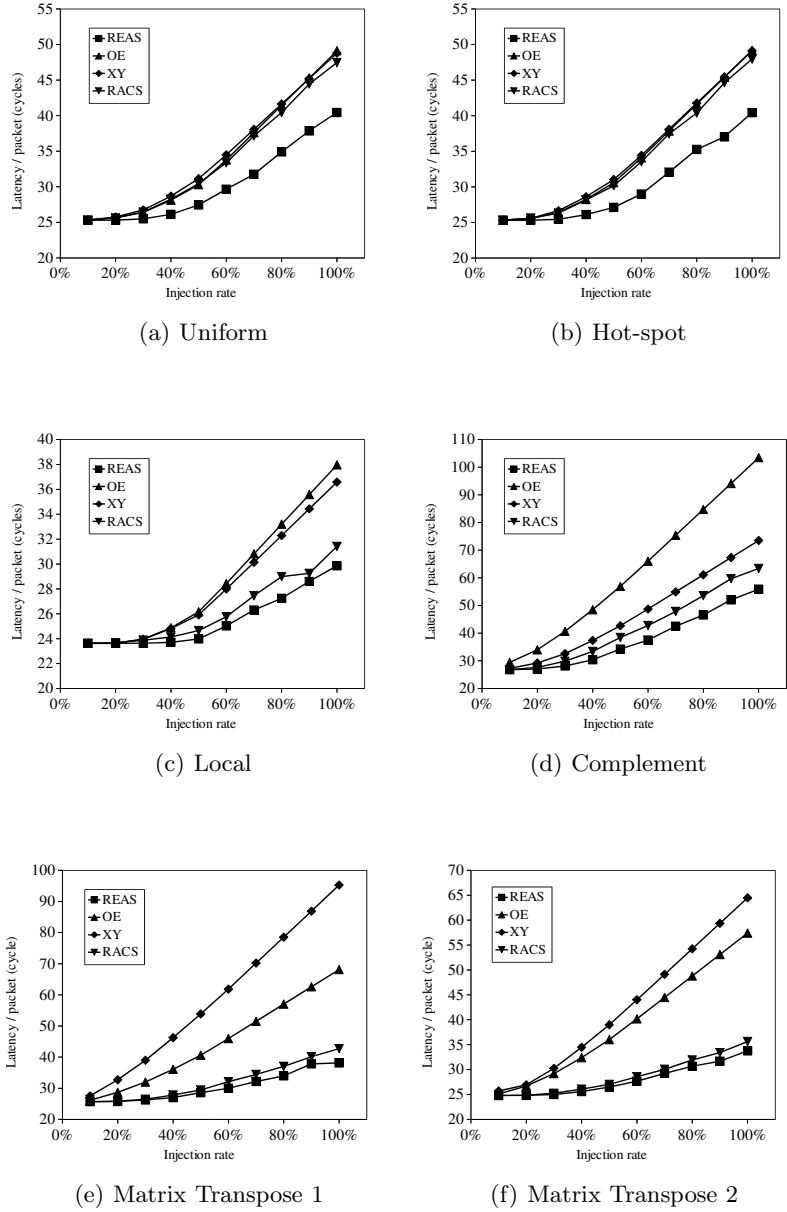 55
50
45
40
35
30
25
20
Latency / packet (cycles)
REAS
OE
XY
RACS
0% 20% 40% 60% 80% 100%
Injection rate
(a) Uniform
55
50
45
40
35
30
25
20
Latency / packet (cycles)
REAS
OE
XY
RACS
0% 20% 40% 60% 80% 100%
Injection rate
(b) Hot-spot
40
38
36
34
32
30
28
26
24
22
20
Latency / packet (cycles)
REAS
OE
XY
RACS
0% 20% 40% 60% 80% 100%
Injection rate
(c) Local
110
100
90
80
70
60
50
40
30
20
Latency / packet (cycles)
REAS
OE
XY
RACS
0% 20% 40% 60% 80% 100%
Injection rate
(d) Complement
100
90
80
70
60
50
40
30
20
Latency / packet (cycle)
REAS
OE
XY
RACS
0% 20% 40% 60% 80% 100%
Injection rate
(e) Matrix Transpose 1
70
65
60
55
50
45
40
35
30
25
20
Latency / packet (cycle)
REAS
OE
XY
RACS
0% 20% 40% 60% 80% 100%
Injection rate
(f) Matrix Transpose 2